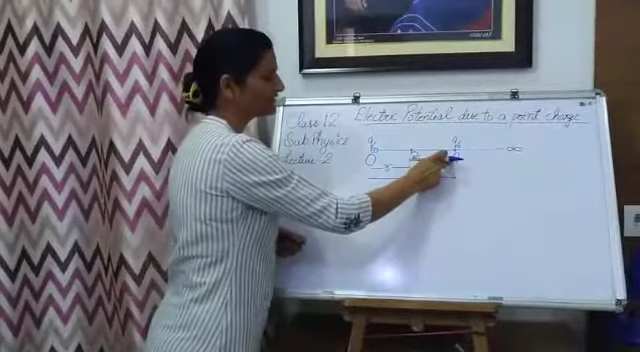 Class 12
Electric Potential due to a point charge
Sub Physics
Lecture 2
q
q₀
O
∞
r